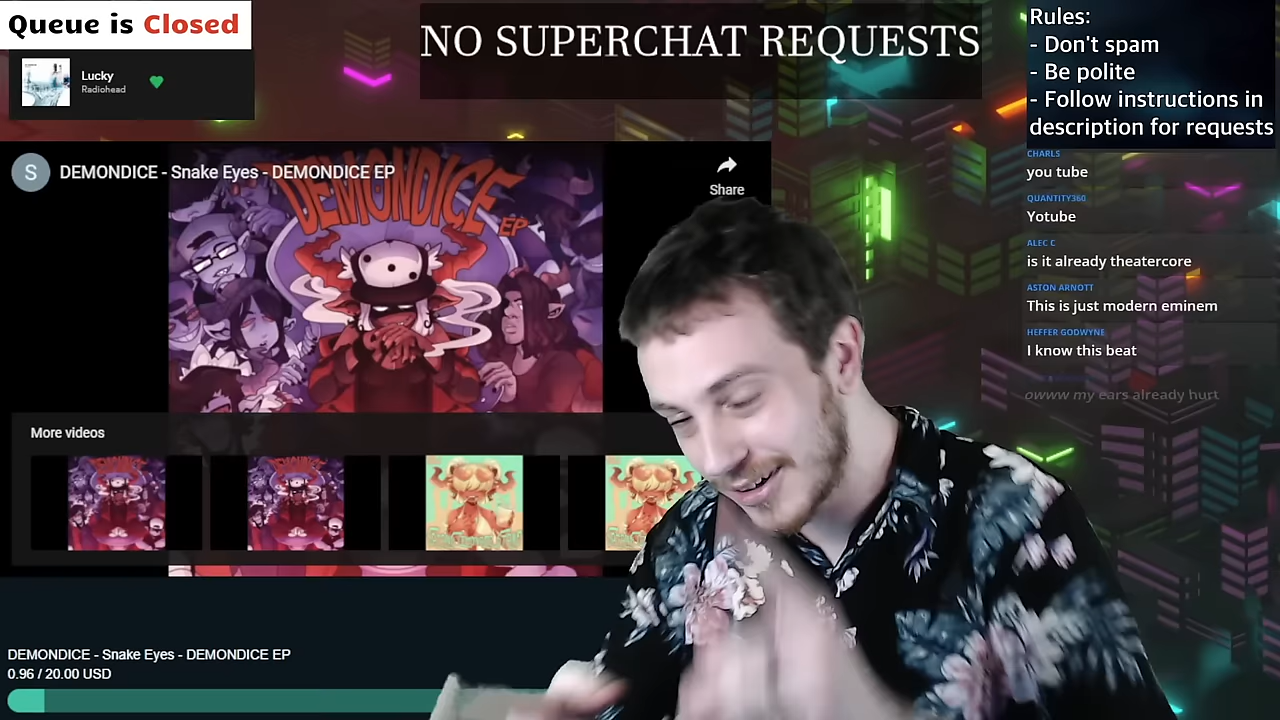 Queue is Closed
Lucky
Radiohead
NO SUPERCHAT REQUESTS
Rules:
- Don't spam
- Be polite
- Follow instructions in
description for requests
S
DEMONDICE - Snake Eyes - DEMONDICE EP
Share
DEMONDICE
EP
CHARLS
you tube
QUANTITY360
Yotube
ALEC C
is it already theatercore
ASTON ARNOTT
This is just modern eminem
HEFFER GODWYNE
I know this beat
owww my ears already hurt
More videos
DEMONDICE - Snake Eyes - DEMONDICE EP
0.96 / 20.00 USD